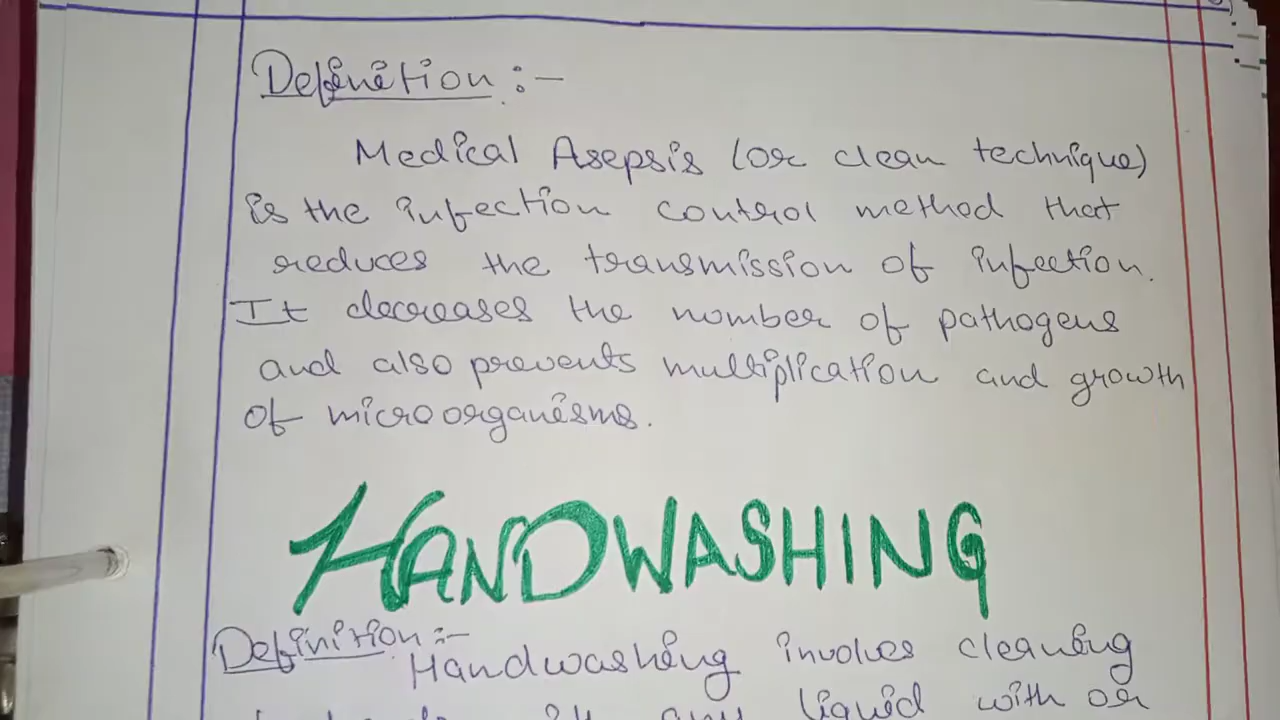 Definition :-
Medical Asepsis (or clean technique)
is the infection control method that
reduces the transmission of infection.
It decreases the number of pathogens
and also prevents multiplication and growth
of microorganisms.
HANDWASHING
Definition :-
Handwashing involves cleaning
any liquid with or